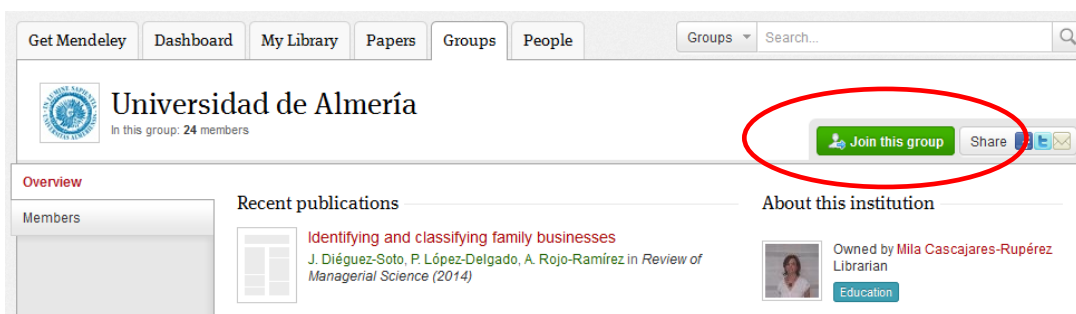 Get Mendeley Dashboard My Library Papers Groups People Groups Search...
Universidad de Almería
In this group: 24 members
Join this group Share
Overview
Members
Recent publications
Identifying and classifying family businesses
J. Diéguez-Soto, P. López-Delgado, A. Rojo-Ramírez in Review of
Managerial Science (2014)
About this institution
Owned by Mila Cascajares-Rupérez
Librarian
Education